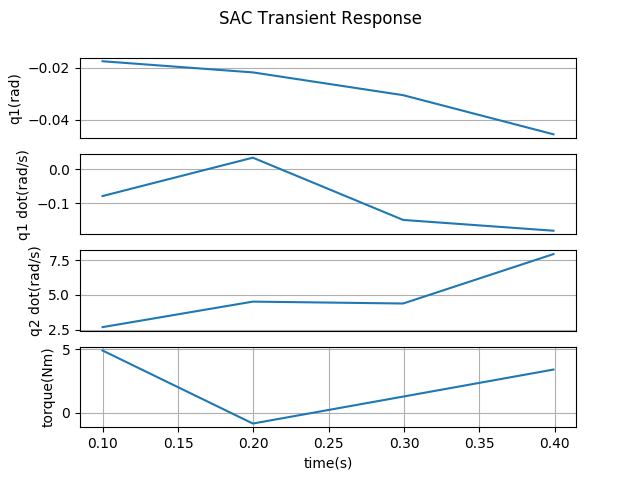 SAC Transient Response
q1(rad)
−0.02
−0.04
q1 dot(rad/s)
0.0
−0.1
q2 dot(rad/s)
7.5
5.0
2.5
torque(Nm)
5
0
0.10 0.15 0.20 0.25 0.30 0.35 0.40
time(s)